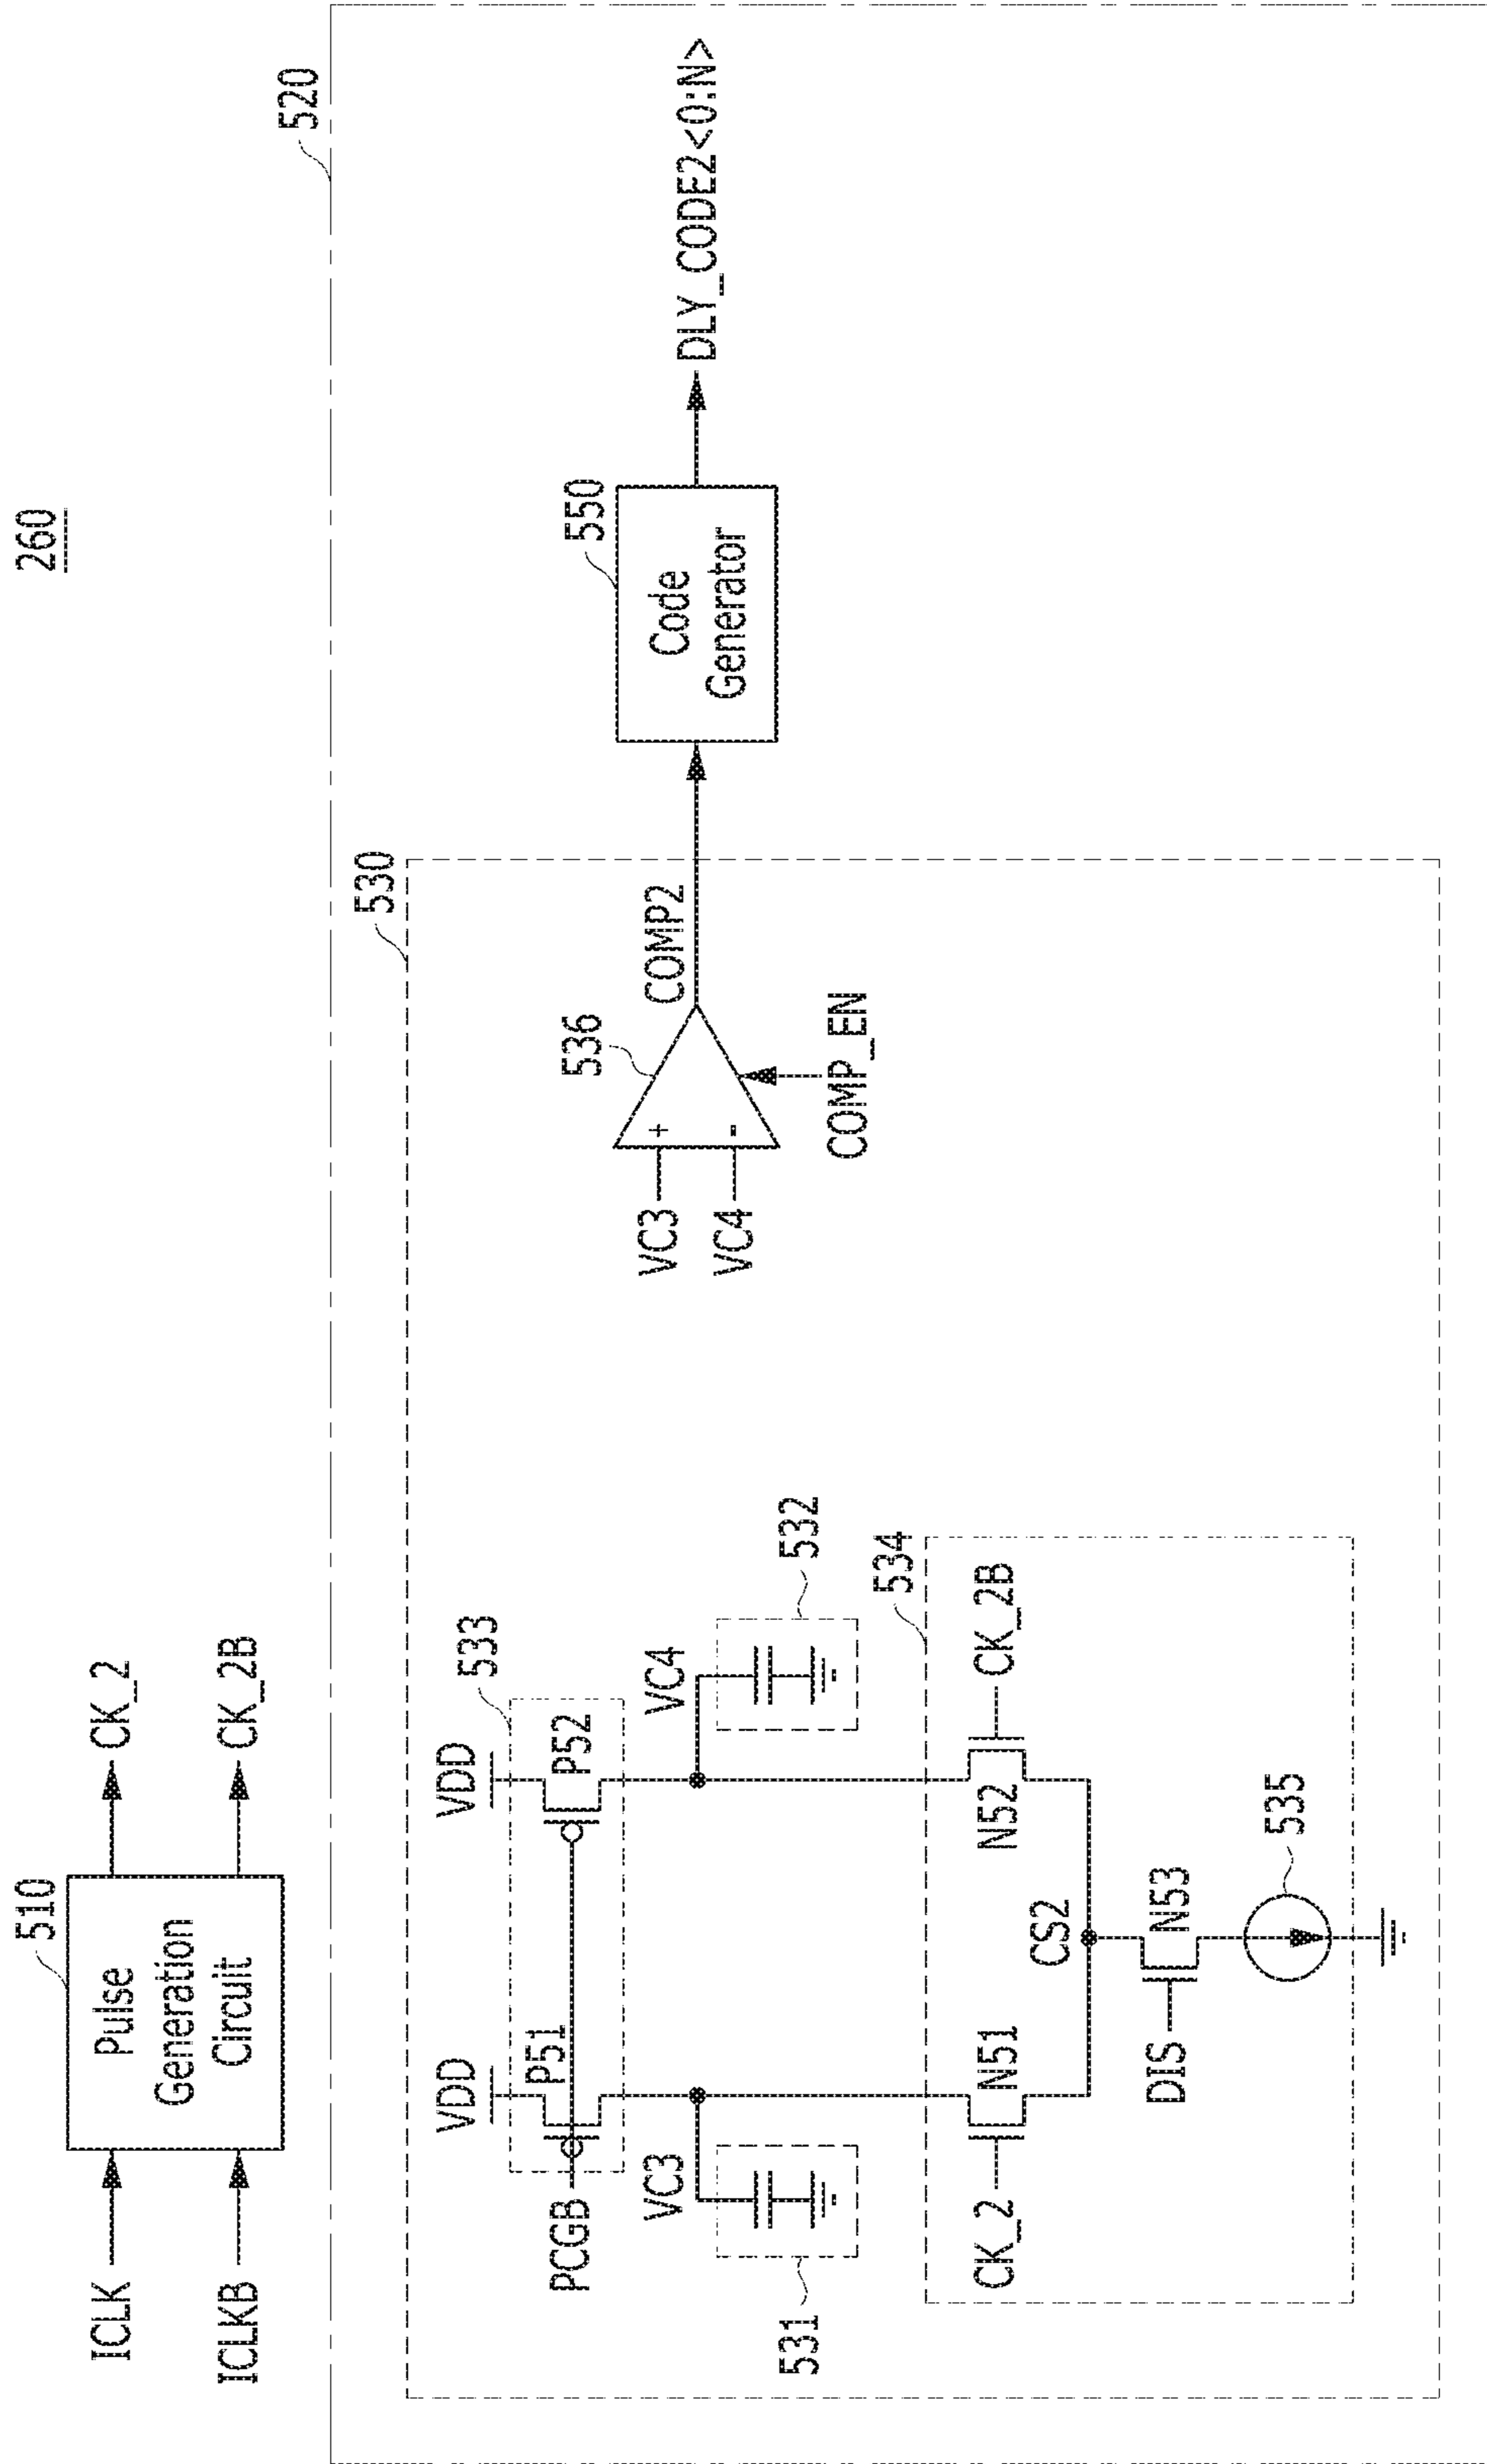 260
510
ICLK
ICLKB
Pulse
Generation
Circuit
CK_2
CK_2B
520
530
533
VDD
VDD
P51
P52
PCGB
VC3
VC4
531
532
534
CK_2
N51
N52
CK_2B
CS2
DIS
N53
535
VC3
VC4
+
-
536
COMP2
COMP_EN
550
Code
Generator
DLY_CODE2<0:N>